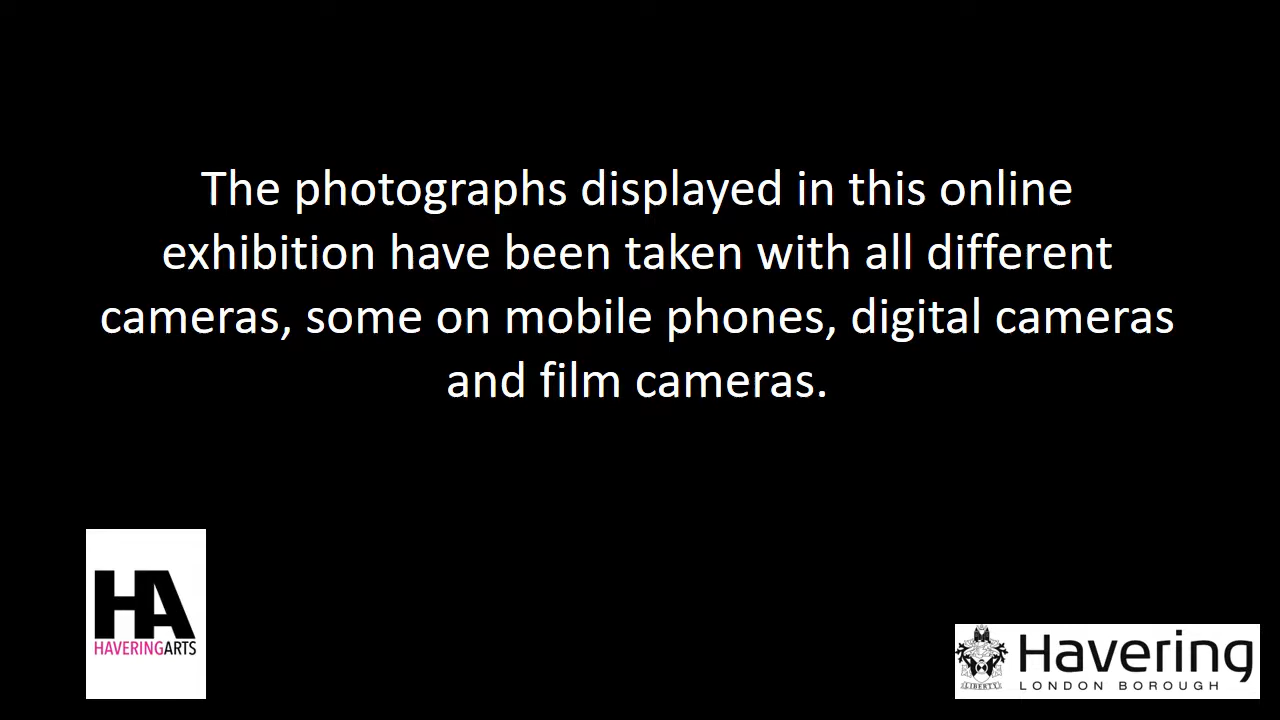 The photographs displayed in this online
exhibition have been taken with all different
cameras, some on mobile phones, digital cameras
and film cameras.
HA
HAVERINGARTS
Havering
LONDON BOROUGH
LIBERTY